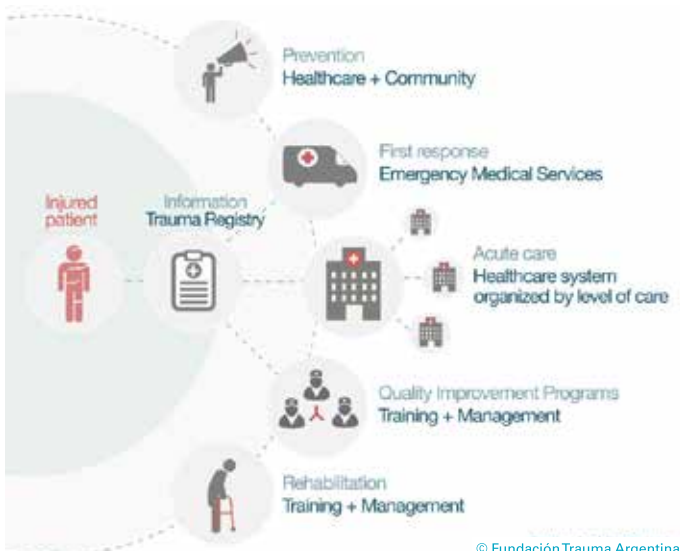 Prevention
Healthcare + Community
First response
Emergency Medical Services
Injured
patient
Information
Trauma Registry
Acute care
Healthcare system
organized by level of care
Quality Improvement Programs
Training + Management
Rehabilitation
Training + Management
© Fundación Trauma Argentina